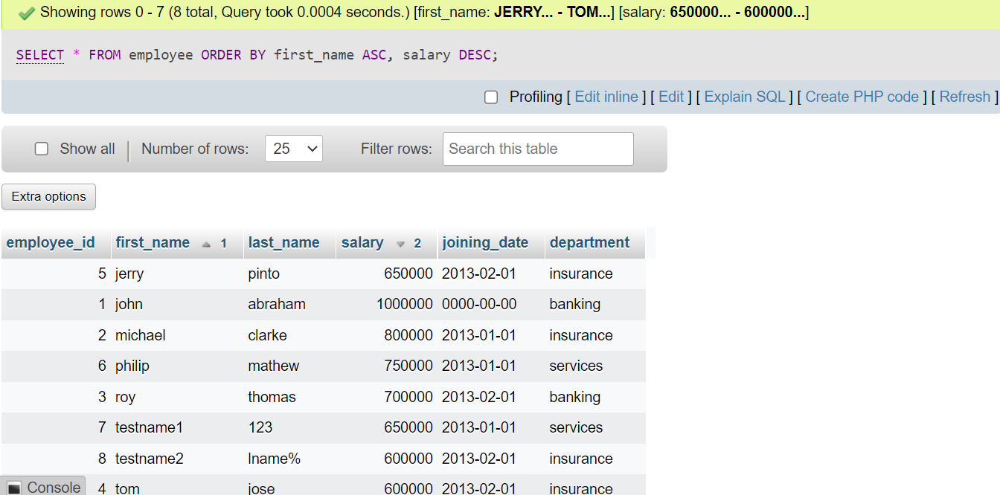 Showing rows 0 - 7 (8 total, Query took 0.0004 seconds.) [first_name: JERRY... - TOM...] [salary: 650000... - 600000...]
SELECT * FROM employee ORDER BY first_name ASC, salary DESC;
Profiling [ Edit inline ] [ Edit ] [ Explain SQL ] [ Create PHP code ] [ Refresh ]
Show all | Number of rows: 25 Filter rows: Search this table
Extra options
employee_id first_name 1 last_name salary 2 joining_date department
5 jerry pinto 650000 2013-02-01 insurance
1 john abraham 1000000 0000-00-00 banking
2 michael clarke 800000 2013-01-01 insurance
6 philip mathew 750000 2013-01-01 services
3 roy thomas 700000 2013-02-01 banking
7 testname1 123 650000 2013-01-01 services
8 testname2 lname% 600000 2013-02-01 insurance
Console 4 tom jose 600000 2013-02-01 insurance